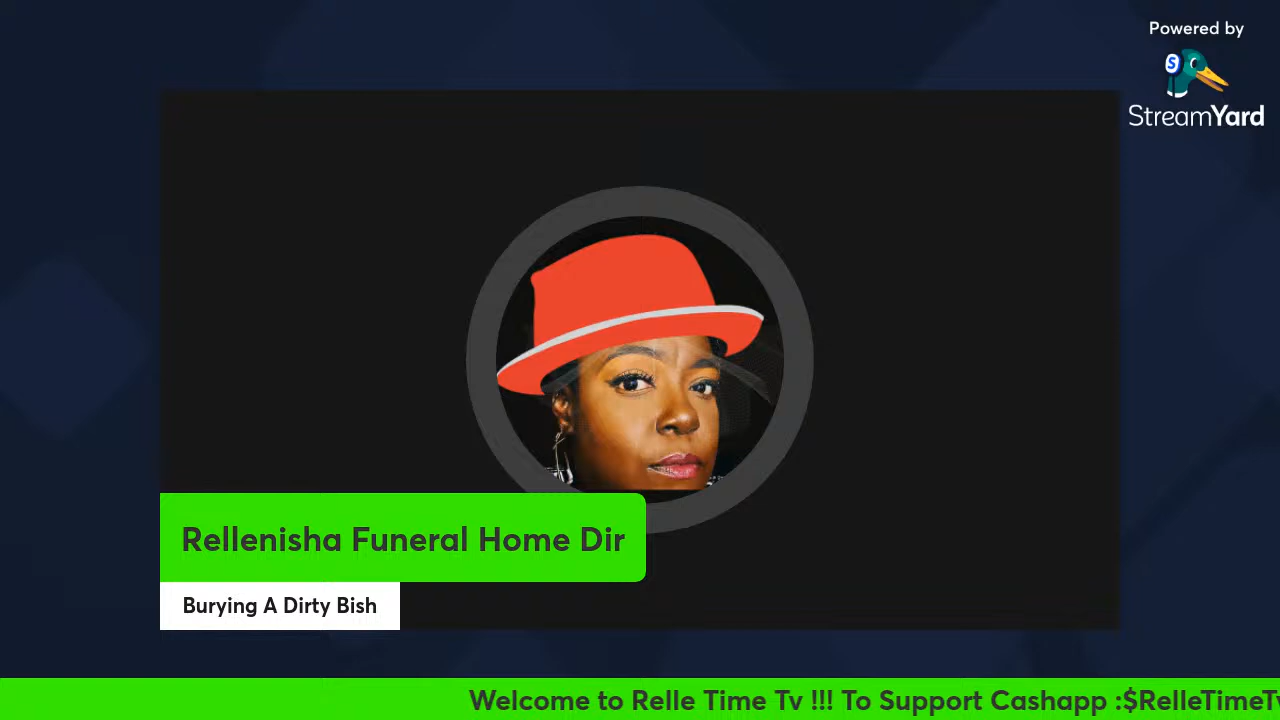 Powered by
S
StreamYard
Rellenisha Funeral Home Dir
Burying A Dirty Bish
Welcome to Relle Time Tv !!! To Support Cashapp :$RelleTimeTv